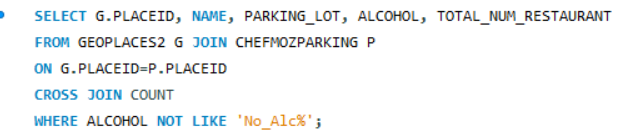 SELECT G.PLACEID, NAME, PARKING_LOT, ALCOHOL, TOTAL_NUM_RESTAURANT
FROM GEOPLACES2 G JOIN CHEFMOZPARKING P
ON G.PLACEID=P.PLACEID
CROSS JOIN COUNT
WHERE ALCOHOL NOT LIKE 'No_Alc%';